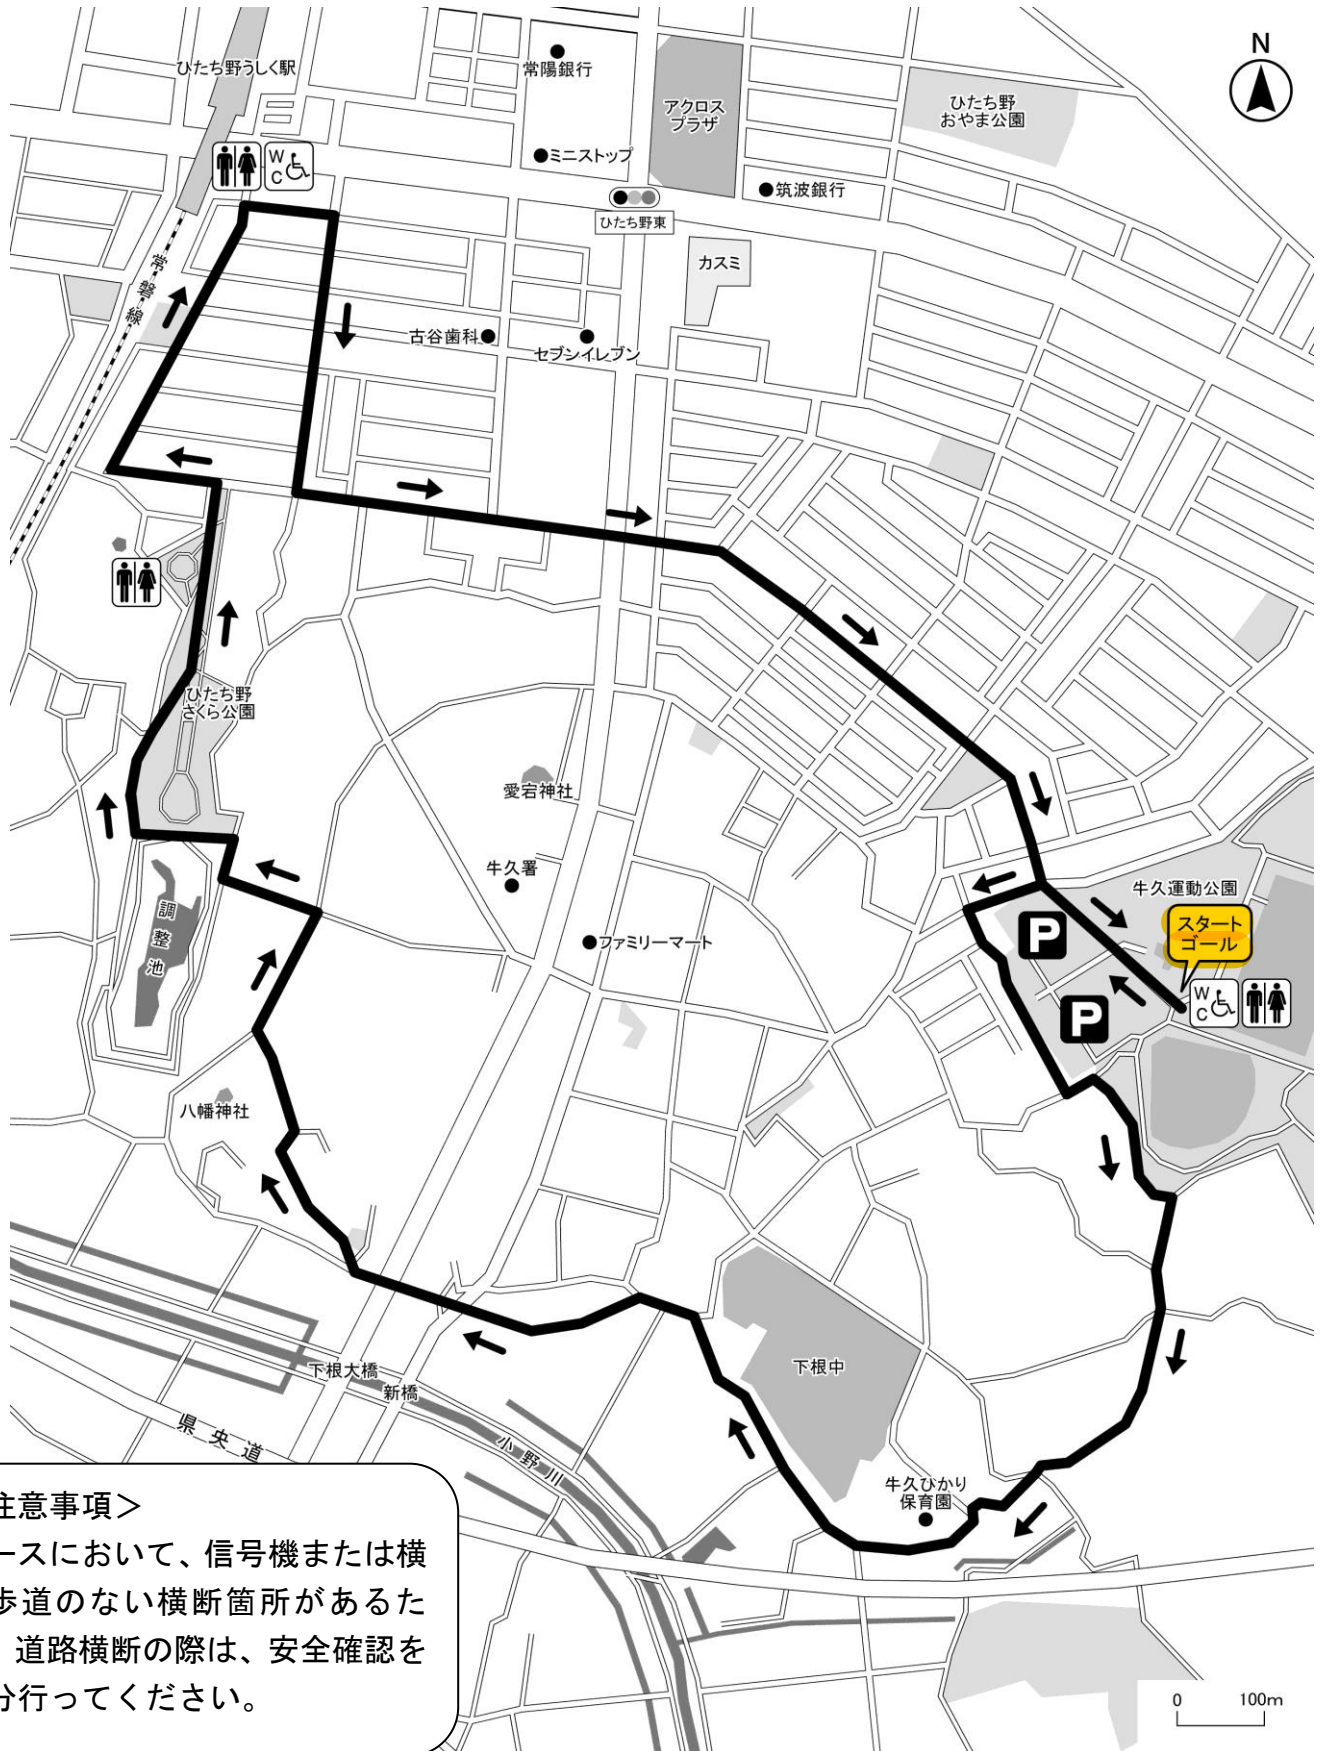 N
ひたち野うしく駅
常陽銀行
アクロス
プラザ
ひたち野
おやま公園
W
C
ミニストップ
筑波銀行
ひたち野東
常磐線
カスミ
古谷歯科
セブンイレブン
ひたち野
さくら公園
愛宕神社
牛久署
牛久運動公園
スタート
ゴール
P
調整池
ファミリーマート
W
C
P
八幡神社
下根大橋
新橋
下根中
県央道
小野川
牛久ひかり
保育園
注意事項＞
ースにおいて、信号機または横
歩道のない横断箇所があるた
道路横断の際は、安全確認を
分行ってください。
0 100m